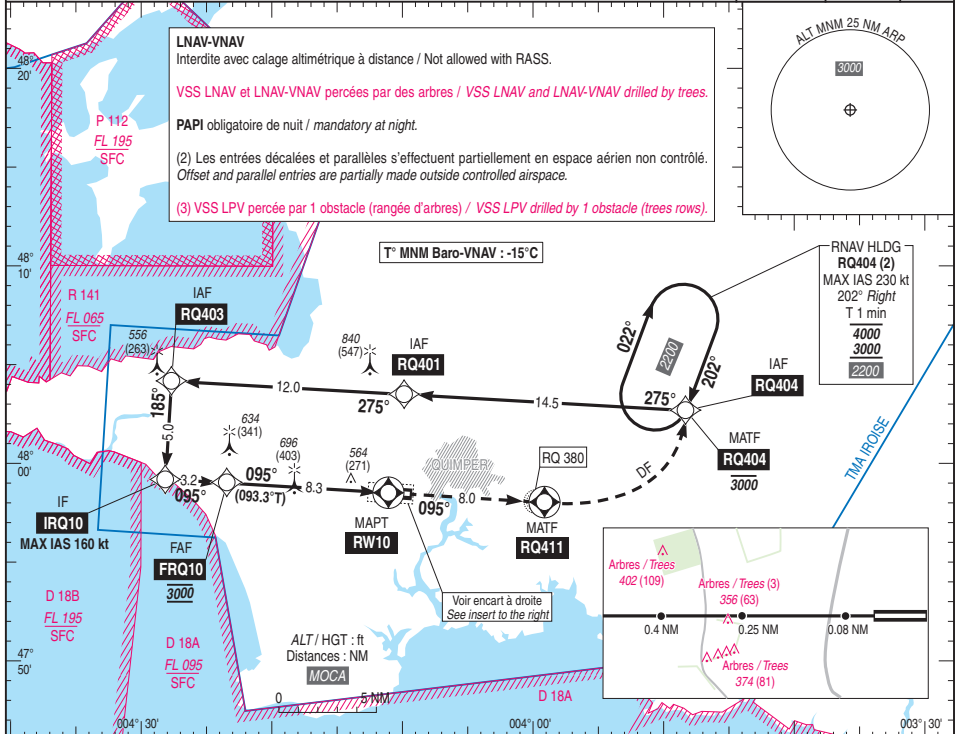 LNAV-VNAV
Interdite avec calage altimétrique à distance / Not allowed with RASS.
VSS LNAV et LNAV-VNAV percées par des arbres / VSS LNAV and LNAV-VNAV drilled by trees.
PAPI obligatoire de nuit / mandatory at night.
(2) Les entrées décalées et parallèles s'effectuent partiellement en espace aérien non contrôlé.
Offset and parallel entries are partially made outside controlled airspace.
(3) VSS LPV percée par 1 obstacle (rangée d'arbres) / VSS LPV drilled by 1 obstacle (trees rows).
ALT MNM 25 NM ARP
3000
48°
20'
P 112
FL 195
SFC
T° MNM Baro-VNAV : -15°C
48°
10'
R 141
FL 065
SFC
IAF
RQ403
556
(263)
840
(547)
IAF
RQ401
RNAV HLDG
RQ404 (2)
MAX IAS 230 kt
202° Right
T 1 min
4000
3000
2200
022°
2200
202°
IAF
RQ404
275°
14.5
275°
12.0
185°
5.0
MATF
RQ404
3000
TMA IROISE
634
(341)
696
(403)
564
(271)
QUIMPER
RQ 380
DF
48°
00'
3.2
095°
095°
(093.3°T)
8.3
095°
8.0
IF
IRQ10
MAX IAS 160 kt
FAF
FRQ10
3000
MAPT
RW10
MATF
RQ411
Voir encart à droite
See insert to the right
Arbres / Trees
402 (109)
Arbres / Trees (3)
356 (63)
0.4 NM
0.25 NM
0.08 NM
Arbres / Trees
374 (81)
D 18B
FL 195
SFC
D 18A
FL 095
SFC
ALT / HGT : ft
Distances : NM
MOCA
0
5 NM
D 18A
47°
50'
004° 30'
004° 00'
003° 30'